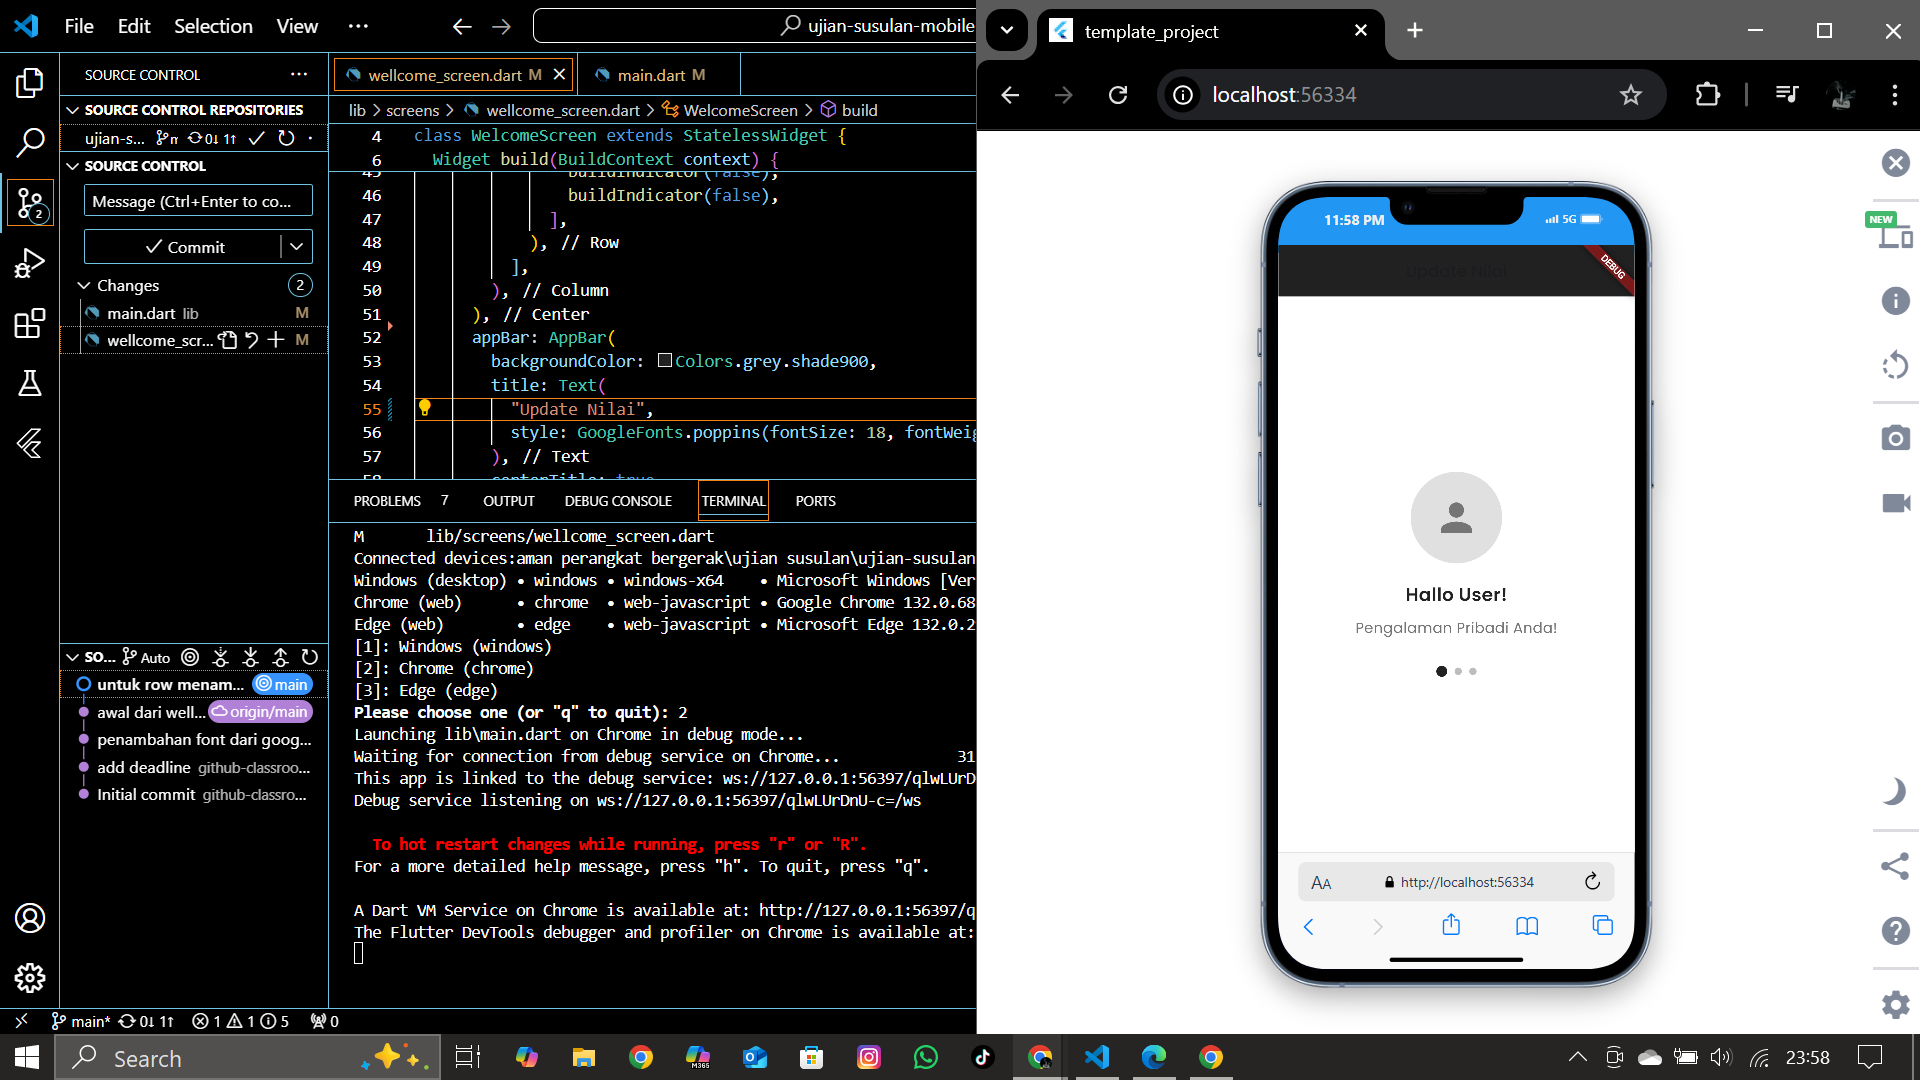 File Edit Selection View
ujian-susulan-mobile
SOURCE CONTROL
SOURCE CONTROL REPOSITORIES
ujian-s... 0↓ 1↑
SOURCE CONTROL
2
Message (Ctrl+Enter to co...
Commit
Changes 2
main.dart lib M
wellcome_scr... M
SO... Auto
untuk row menam... main
awal dari well... origin/main
penambahan font dari goog...
add deadline github-classroo...
Initial commit github-classro...
wellcome_screen.dart M
main.dart M
lib > screens > wellcome_screen.dart > WelcomeScreen > build
4 class WelcomeScreen extends StatelessWidget {
6 Widget build(BuildContext context) {
45 buildIndicator(false),
46 buildIndicator(false),
47 ],
48 ), // Row
49 ],
50 ), // Column
51 ), // Center
52 appBar: AppBar(
53 backgroundColor: Colors.grey.shade900,
54 title: Text(
55 "Update Nilai",
56 style: GoogleFonts.poppins(fontSize: 18, fontWeig
57 ), // Text
58 centerTitle: true
PROBLEMS 7 OUTPUT DEBUG CONSOLE TERMINAL PORTS
M lib/screens/wellcome_screen.dart
Connected devices:aman perangkat bergerak\ujian susulan\ujian-susulan
Windows (desktop) • windows • windows-x64 • Microsoft Windows [Ver
Chrome (web) • chrome • web-javascript • Google Chrome 132.0.68
Edge (web) • edge • web-javascript • Microsoft Edge 132.0.2
[1]: Windows (windows)
[2]: Chrome (chrome)
[3]: Edge (edge)
Please choose one (or "q" to quit): 2
Launching lib\main.dart on Chrome in debug mode...
Waiting for connection from debug service on Chrome... 31
This app is linked to the debug service: ws://127.0.0.1:56397/qlwLUrD
Debug service listening on ws://127.0.0.1:56397/qlwLUrDnU-c=/ws
To hot restart changes while running, press "r" or "R".
For a more detailed help message, press "h". To quit, press "q".
A Dart VM Service on Chrome is available at: http://127.0.0.1:56397/q
The Flutter DevTools debugger and profiler on Chrome is available at:
main* 0↓ 1↑ 1 1 5 0
template_project
localhost:56334
NEW
11:58 PM 5G
Update Nilai
DEBUG
Hallo User!
Pengalaman Pribadi Anda!
AA http://localhost:56334
Search
M365
23:58